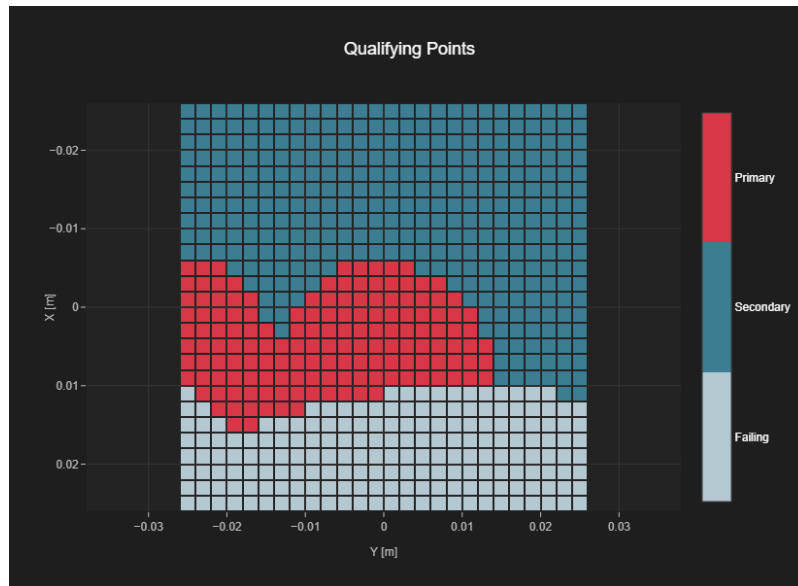 Qualifying Points
−0.02
−0.01
0
0.01
0.02
X [m]
−0.03
−0.02
−0.01
0
0.01
0.02
0.03
Y [m]
Primary
Secondary
Failing